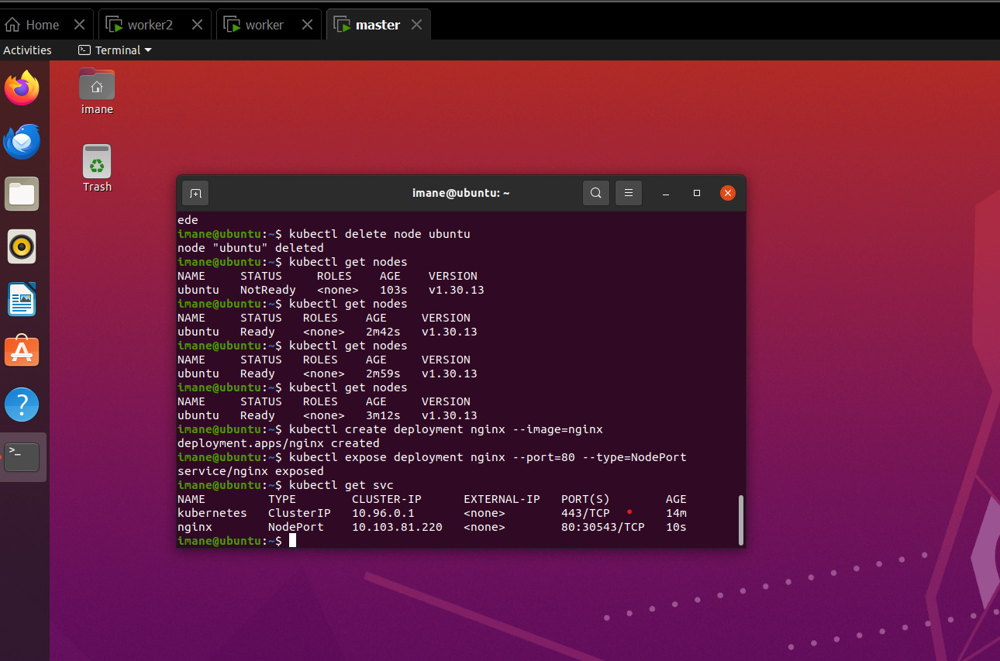 Home
worker2
worker
master
Activities
Terminal
imane
Trash
imane@ubuntu: ~
ede
imane@ubuntu:~$ kubectl delete node ubuntu
node "ubuntu" deleted
imane@ubuntu:~$ kubectl get nodes
NAME     STATUS     ROLES    AGE    VERSION
ubuntu   NotReady   <none>   103s   v1.30.13
imane@ubuntu:~$ kubectl get nodes
NAME     STATUS   ROLES    AGE     VERSION
ubuntu   Ready    <none>   2m42s   v1.30.13
imane@ubuntu:~$ kubectl get nodes
NAME     STATUS   ROLES    AGE     VERSION
ubuntu   Ready    <none>   2m59s   v1.30.13
imane@ubuntu:~$ kubectl get nodes
NAME     STATUS   ROLES    AGE     VERSION
ubuntu   Ready    <none>   3m12s   v1.30.13
imane@ubuntu:~$ kubectl create deployment nginx --image=nginx
deployment.apps/nginx created
imane@ubuntu:~$ kubectl expose deployment nginx --port=80 --type=NodePort
service/nginx exposed
imane@ubuntu:~$ kubectl get svc
NAME         TYPE        CLUSTER-IP      EXTERNAL-IP   PORT(S)        AGE
kubernetes   ClusterIP   10.96.0.1       <none>        443/TCP        14m
nginx        NodePort    10.103.81.220   <none>        80:30543/TCP   10s
imane@ubuntu:~$